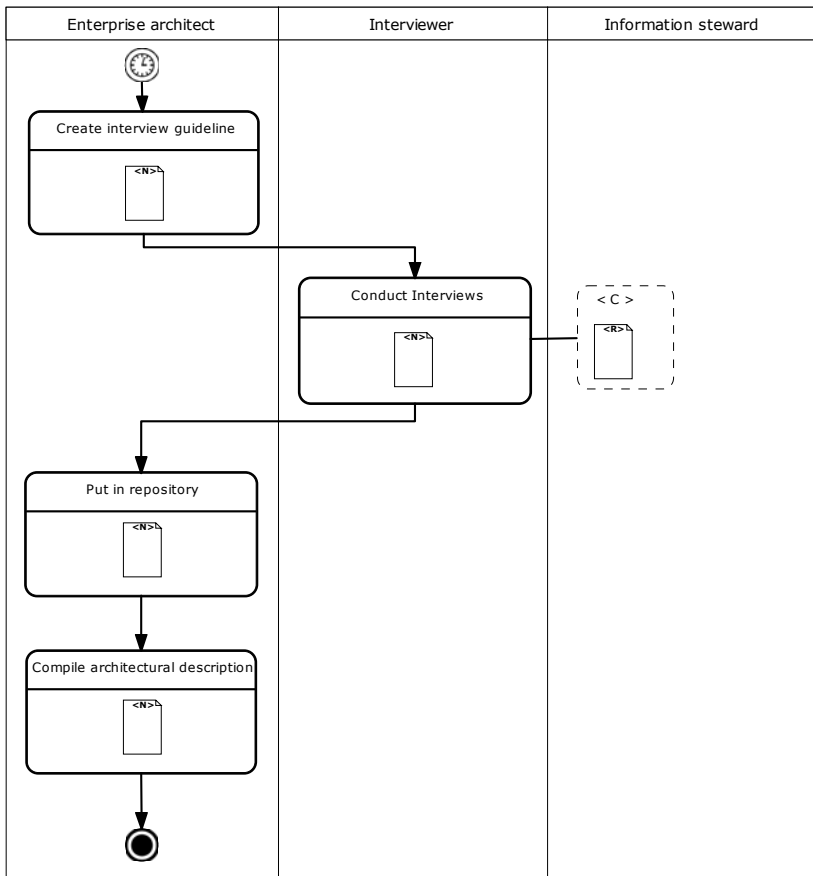 Enterprise architect
Interviewer
Information steward
Create interview guideline
<N>
Conduct Interviews
<N>
< C >
<R>
Put in repository
<N>
Compile architectural description
<N>